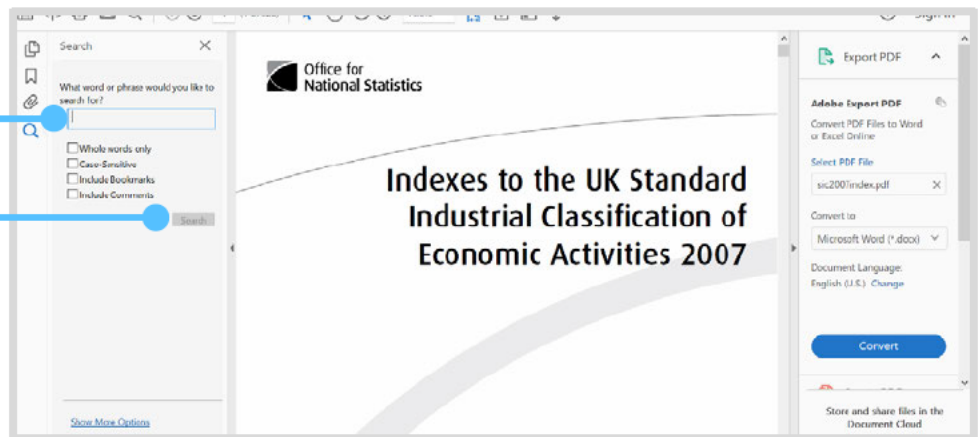 Search
What word or phrase would you like to
search for?
Whole words only
Case-Sensitive
Include Bookmarks
Include Comments
Search
Show More Options
Office for
National Statistics
Indexes to the UK Standard
Industrial Classification of
Economic Activities 2007
Export PDF
Adobe Export PDF
Convert PDF Files to Word
or Excel Online
Select PDF File
sic2007index.pdf
Convert to
Microsoft Word (*.docx)
Document Language:
English (U.S.) Change
Convert
Store and share files in the
Document Cloud